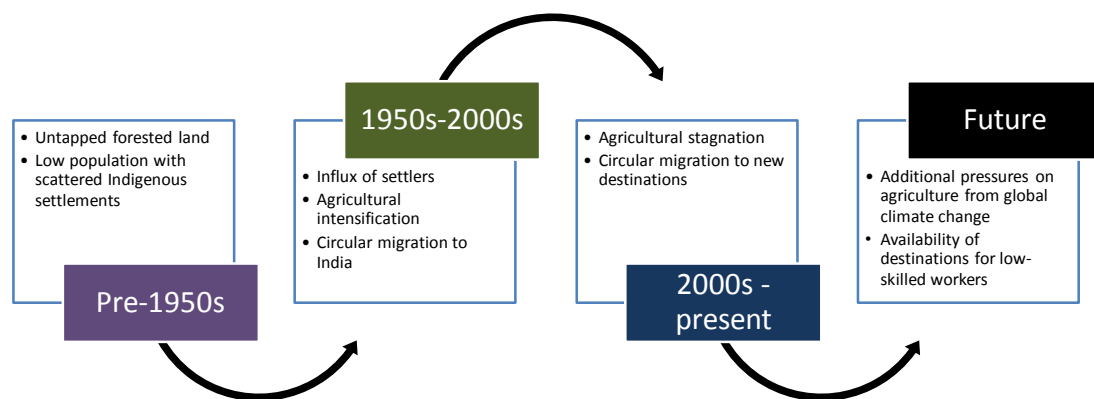 • Untapped forested land
• Low population with
scattered Indigenous
settlements
Pre-1950s
1950s-2000s
• Influx of settlers
• Agricultural
intensification
• Circular migration to
India
• Agricultural stagnation
• Circular migration to new
destinations
2000s -
present
Future
• Additional pressures on
agriculture from global
climate change
• Availability of
destinations for low-
skilled workers